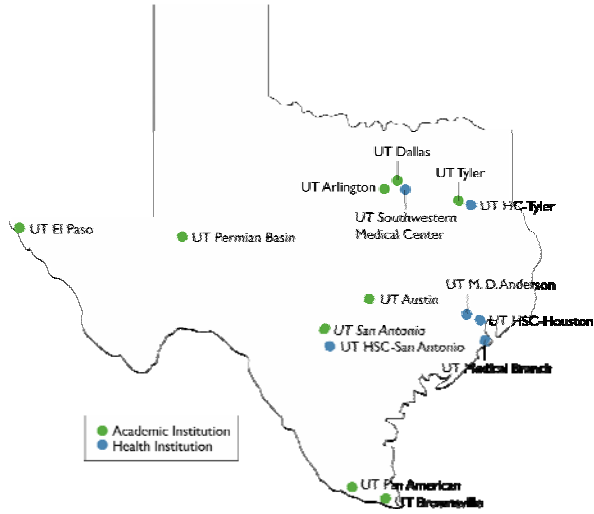 UT Dallas
UT Tyler
UT Arlington
UT HC-Tyler
UT Southwestern
Medical Center
UT El Paso
UT Permian Basin
UT M. D. Anderson
UT Austin
UT HSC-Houston
UT San Antonio
UT HSC-San Antonio
UT Medical Branch
Academic Institution
Health Institution
UT Pan American
UT Brownsville